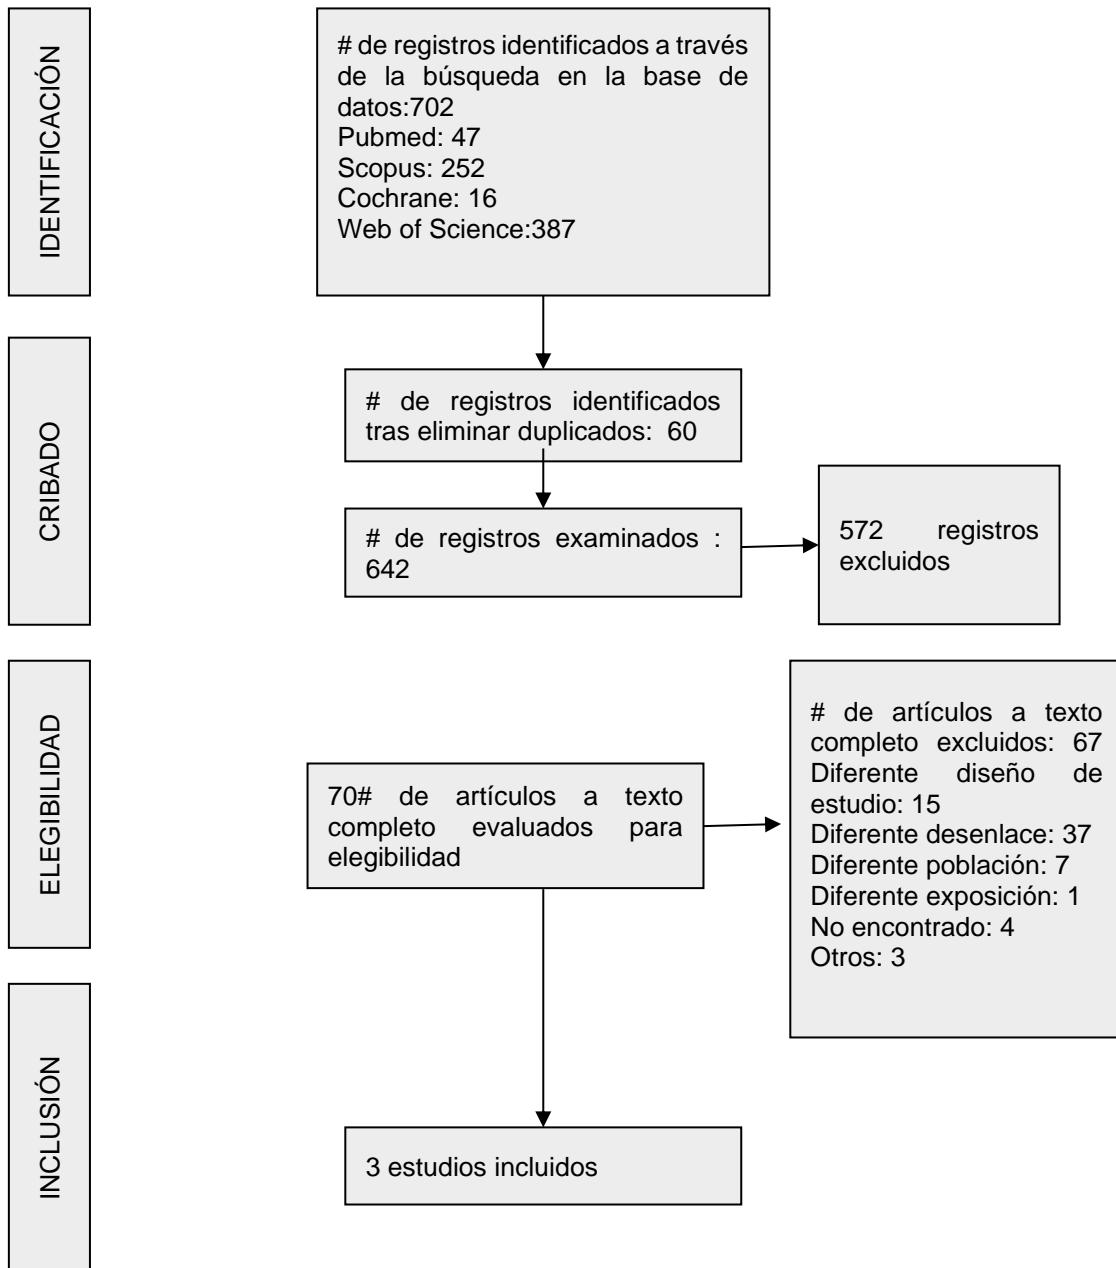 IDENTIFICACIÓN
# de registros identificados a través
de la búsqueda en la base de
datos:702
Pubmed: 47
Scopus: 252
Cochrane: 16
Web of Science:387
CRIBADO
# de registros identificados
tras eliminar duplicados: 60
# de registros examinados :
642
572 registros
excluidos
ELEGIBILIDAD
70# de artículos a texto
completo evaluados para
elegibilidad
# de artículos a texto
completo excluidos: 67
Diferente diseño de
estudio: 15
Diferente desenlace: 37
Diferente población: 7
Diferente exposición: 1
No encontrado: 4
Otros: 3
INCLUSIÓN
3 estudios incluidos